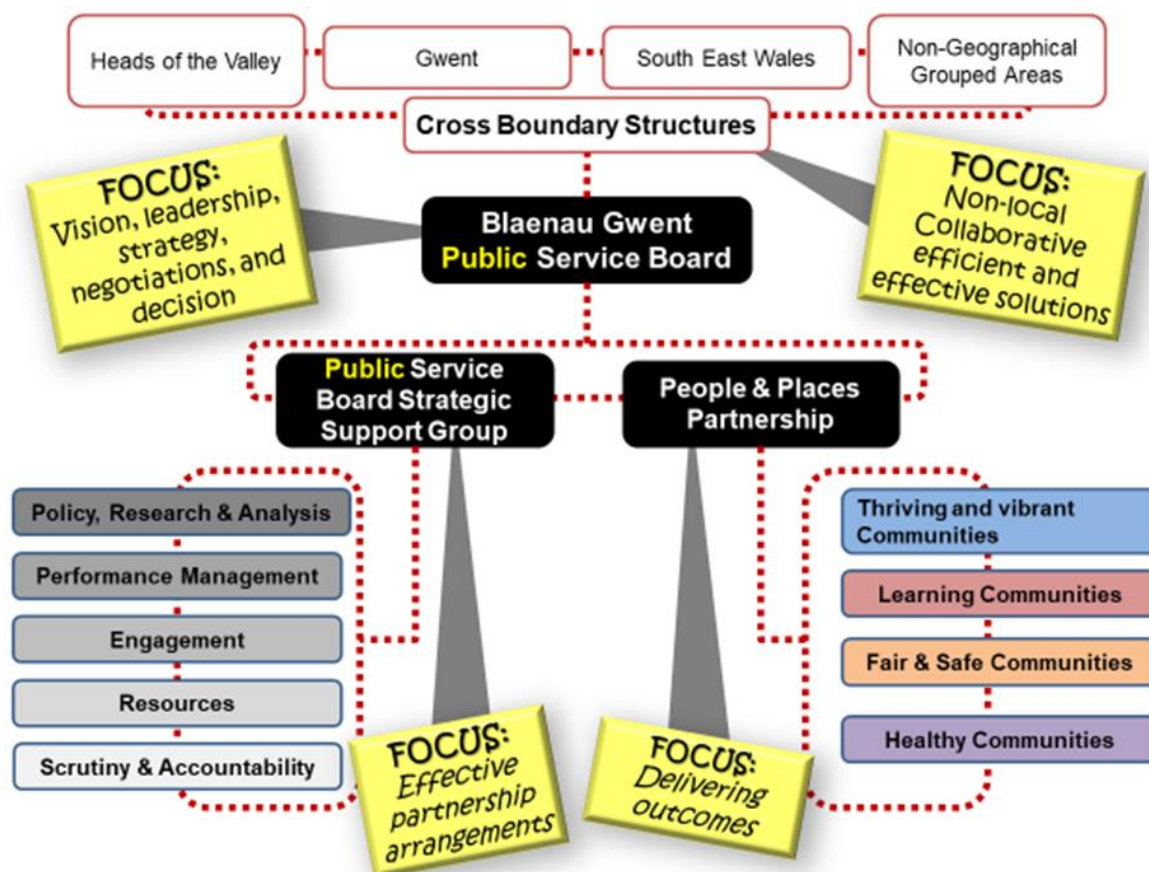 Heads of the Valley
Gwent
South East Wales
Non-Geographical
Grouped Areas
Cross Boundary Structures
FOCUS:
Vision, leadership,
strategy,
negotiations, and
decision
Blaenau Gwent
Public Service Board
FOCUS:
Non-local
Collaborative
efficient and
effective solutions
Public Service
Board Strategic
Support Group
People & Places
Partnership
Policy, Research & Analysis
Performance Management
Engagement
Resources
Scrutiny & Accountability
Thriving and vibrant
Communities
Learning Communities
Fair & Safe Communities
Healthy Communities
FOCUS:
Effective
partnership
arrangements
FOCUS:
Delivering
outcomes